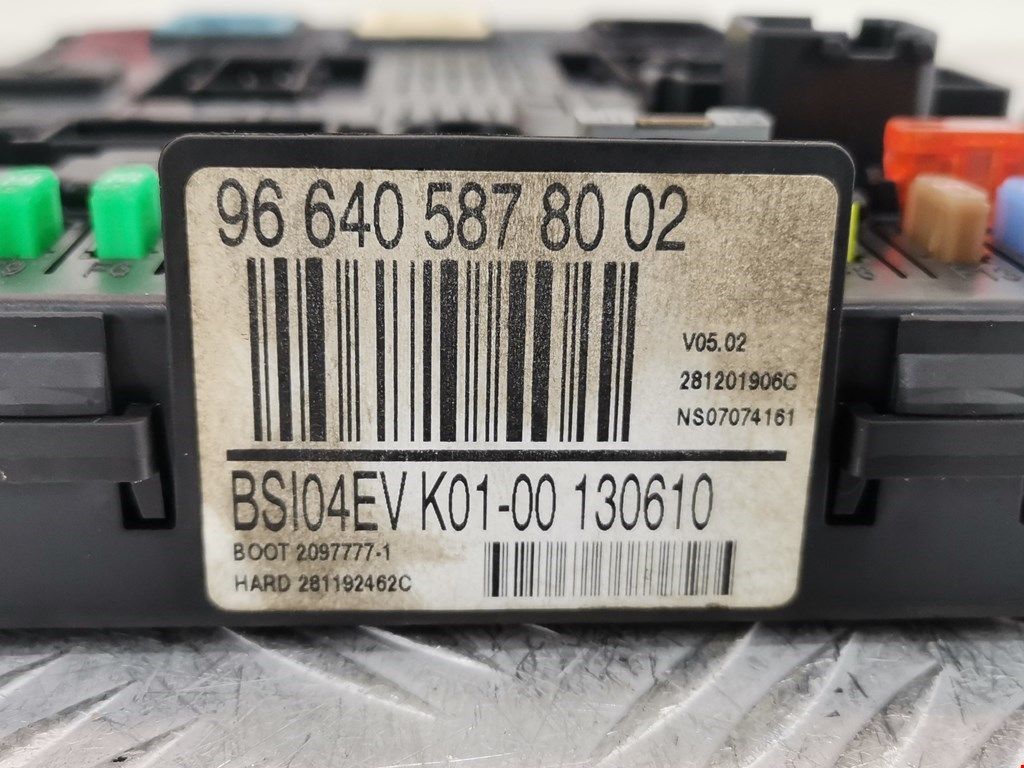 96 640 587 80 02
V05.02
281201906C
NS07074161
BSI04EV K01-00 130610
BOOT 2097777-1
HARD 281192462C